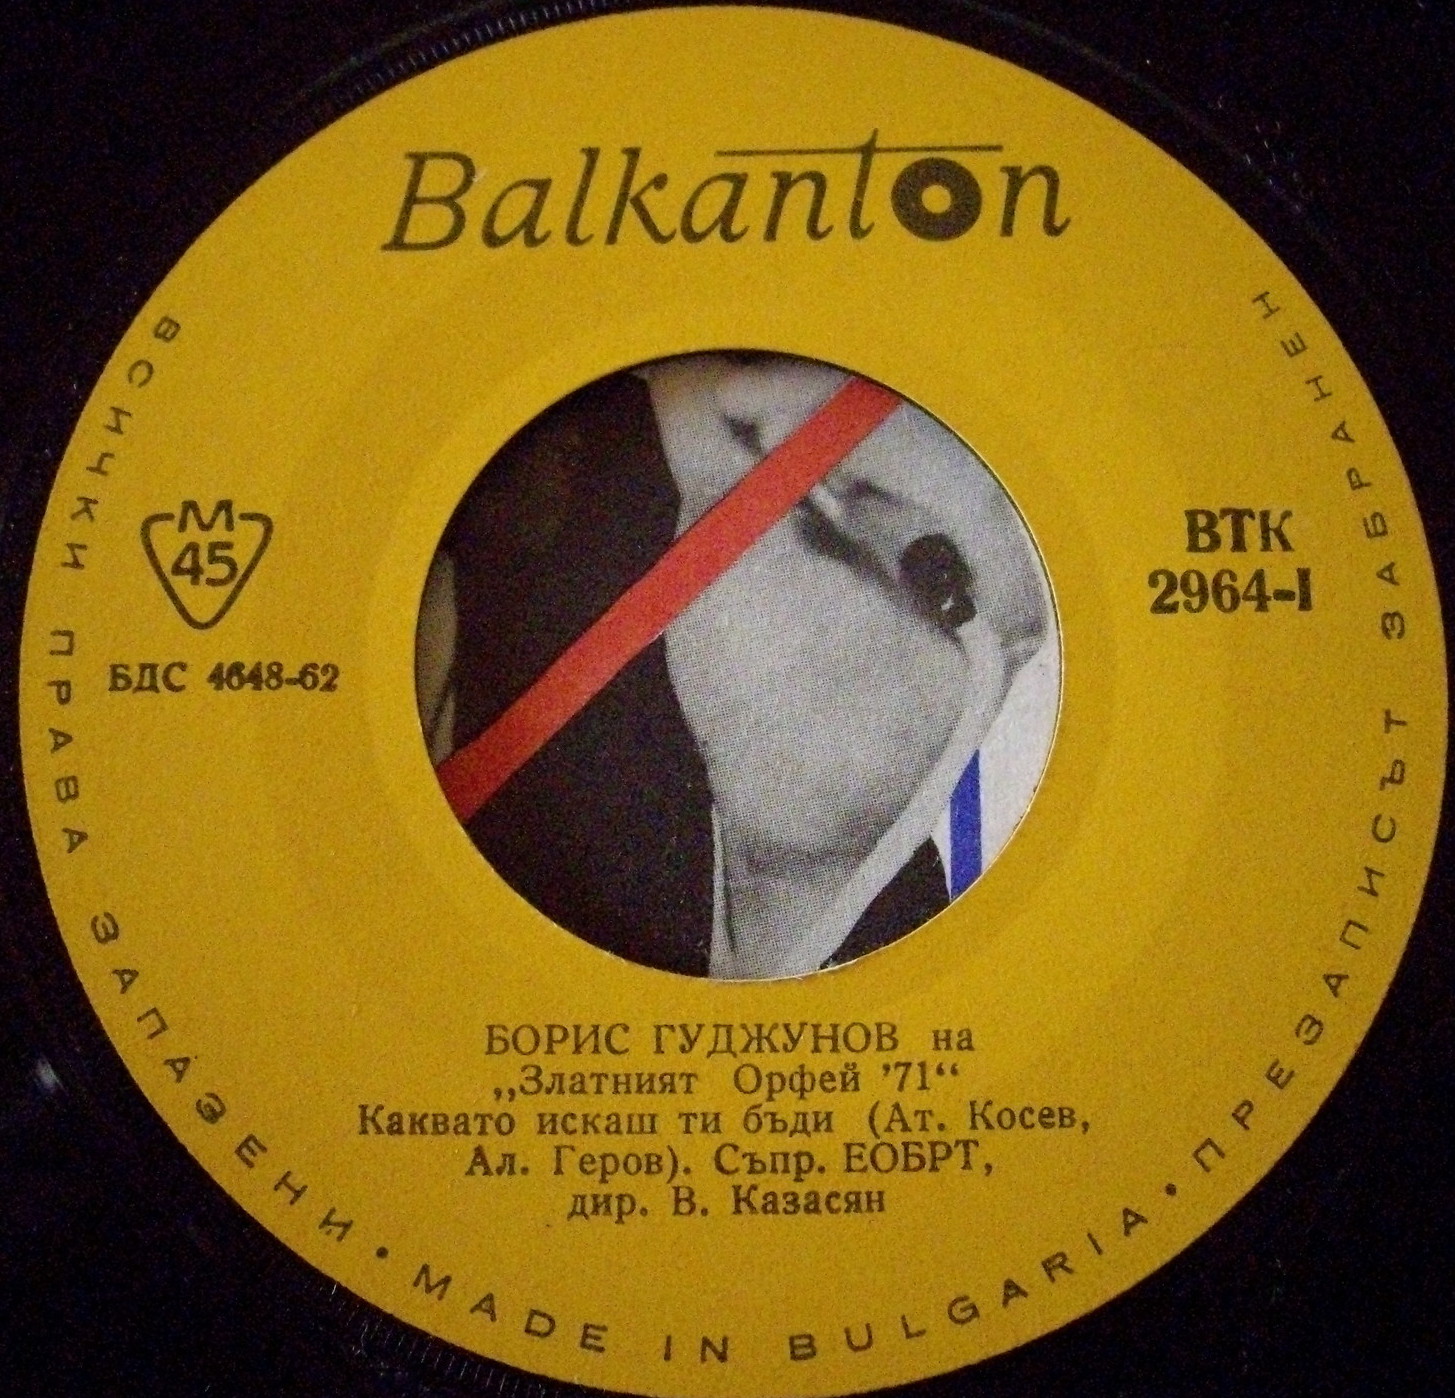 Balkanton
М
45
БДС 4648-62
ВТК
2964-I
БОРИС ГУДЖУНОВ на
„Златният Орфей ’71“
Каквато искаш ти бъди (Ат. Косев,
Ал. Геров). Съпр. ЕОБРТ,
дир. В. Казасян
ВСИЧКИ ПРАВА ЗАПАЗЕНИ • MADE IN BULGARIA • ПРЕЗАПИСЪТ ЗАБРАНЕН